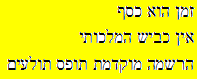 זמן הוא כסף
אין כביש המלכותי
הרשמה מוקדמת תופס תולעים